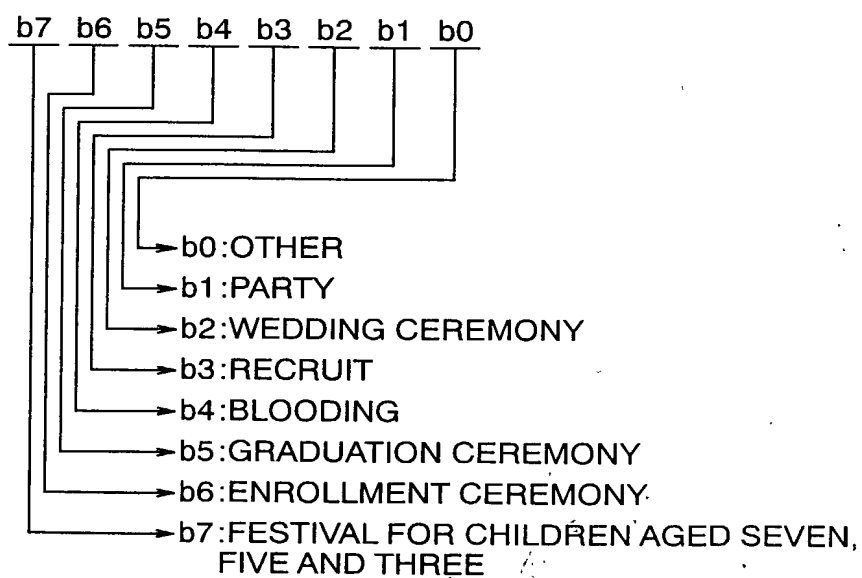 b7 b6 b5 b4 b3 b2 b1 b0
b0:OTHER
b1:PARTY
b2:WEDDING CEREMONY
b3:RECRUIT
b4:BLOODING
b5:GRADUATION CEREMONY
b6:ENROLLMENT CEREMONY
b7:FESTIVAL FOR CHILDREN AGED SEVEN,
FIVE AND THREE